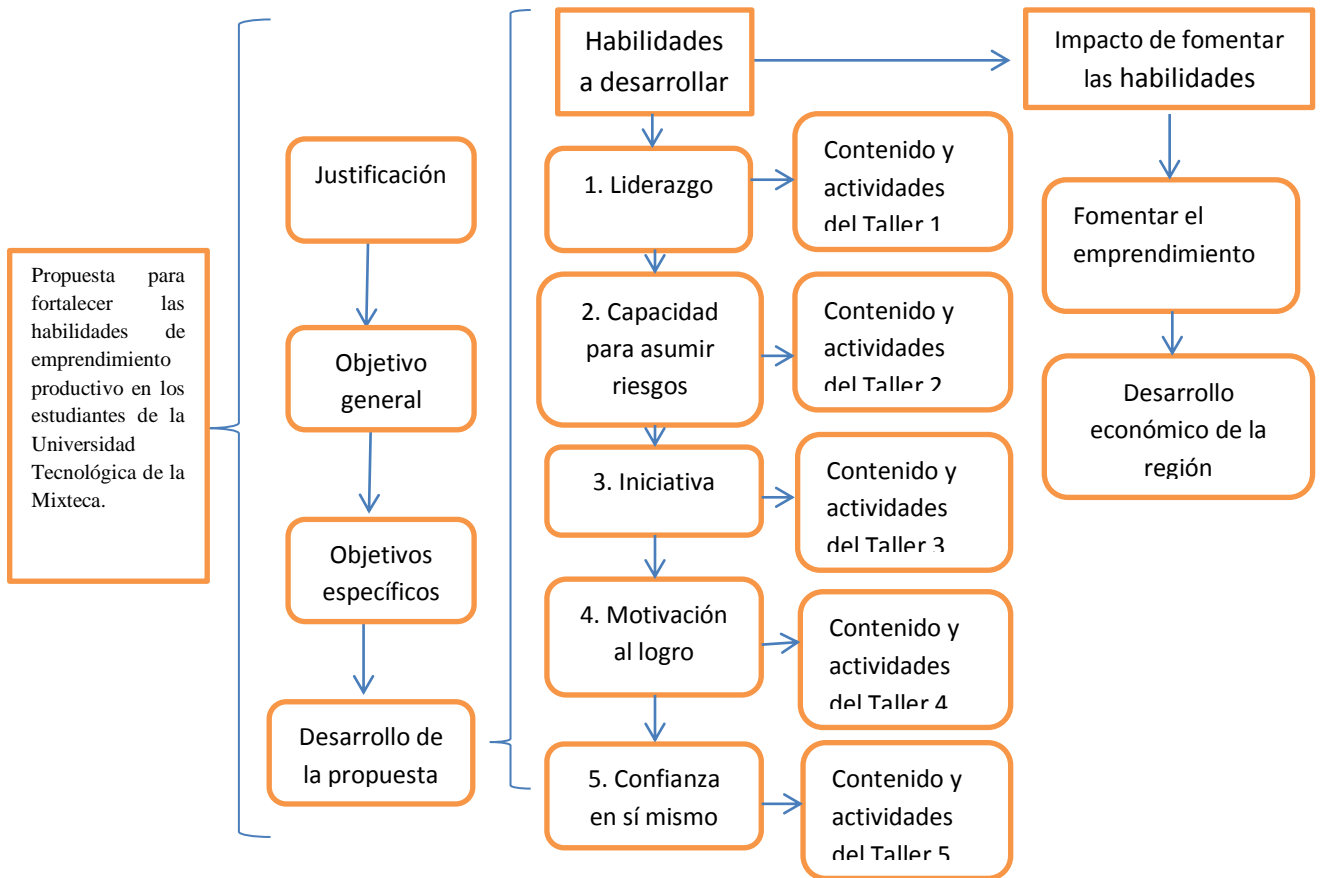 Propuesta para
fortalecer las
habilidades de
emprendimiento
productivo en los
estudiantes de la
Universidad
Tecnológica de la
Mixteca.
Justificación
Objetivo
general
Objetivos
específicos
Desarrollo de
la propuesta
Habilidades
a desarrollar
1. Liderazgo
Contenido y
actividades
del Taller 1
2. Capacidad
para asumir
riesgos
Contenido y
actividades
del Taller 2
3. Iniciativa
Contenido y
actividades
del Taller 3
4. Motivación
al logro
Contenido y
actividades
del Taller 4
5. Confianza
en sí mismo
Contenido y
actividades
del Taller 5
Impacto de fomentar
las habilidades
Fomentar el
emprendimiento
Desarrollo
económico de la
región